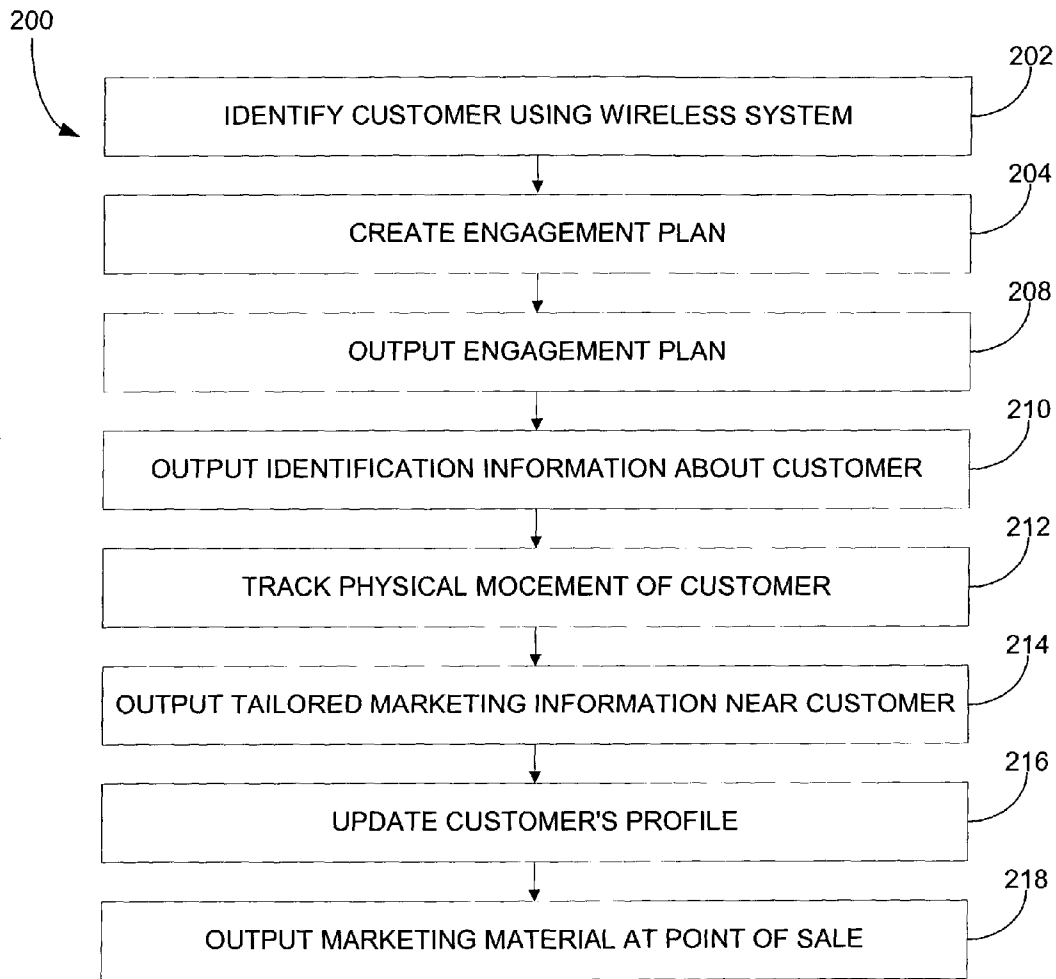 200
202
IDENTIFY CUSTOMER USING WIRELESS SYSTEM
204
CREATE ENGAGEMENT PLAN
208
OUTPUT ENGAGEMENT PLAN
210
OUTPUT IDENTIFICATION INFORMATION ABOUT CUSTOMER
212
TRACK PHYSICAL MOCEMENT OF CUSTOMER
214
OUTPUT TAILORED MARKETING INFORMATION NEAR CUSTOMER
216
UPDATE CUSTOMER'S PROFILE
218
OUTPUT MARKETING MATERIAL AT POINT OF SALE